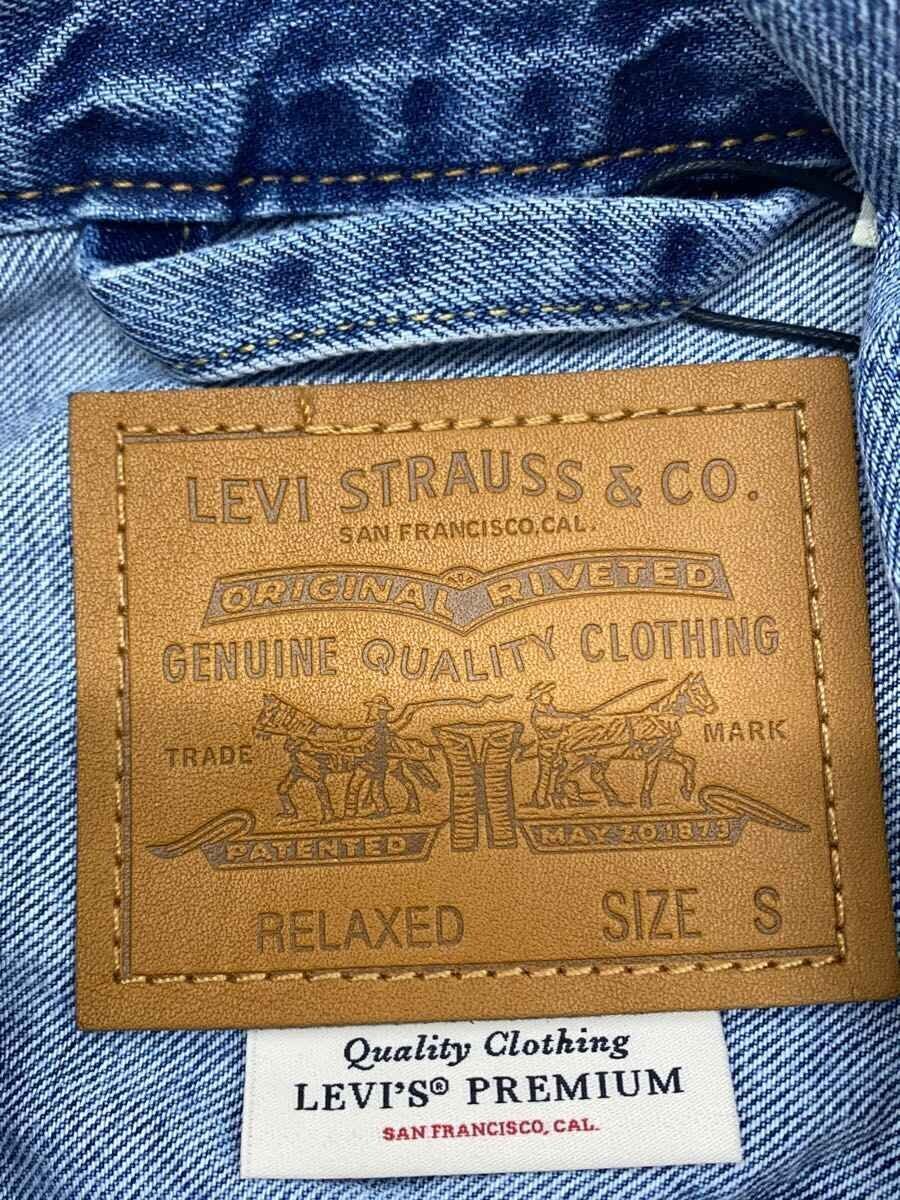 LEVI STRAUSS & CO.
SAN FRANCISCO, CAL.
ORIGINAL RIVETED
GENUINE QUALITY CLOTHING
TRADE MARK
PATENTED MAY 20 1873
RELAXED SIZE S
Quality Clothing
LEVI'S® PREMIUM
SAN FRANCISCO, CAL.